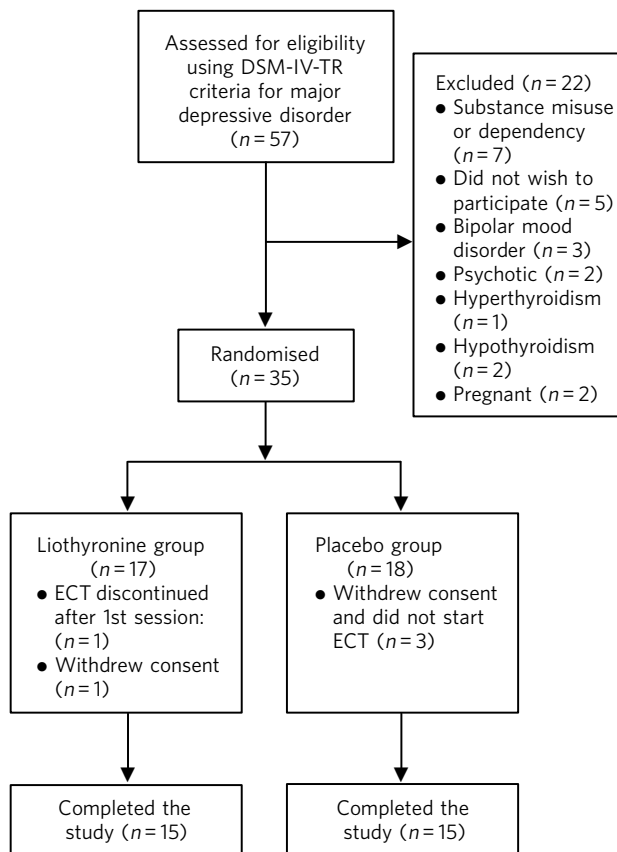 Assessed for eligibility
using DSM-IV-TR
criteria for major
depressive disorder
(n = 57)
Excluded (n = 22)
● Substance misuse
or dependency
(n = 7)
● Did not wish to
participate (n = 5)
● Bipolar mood
disorder (n = 3)
● Psychotic (n = 2)
● Hyperthyroidism
(n = 1)
● Hypothyroidism
(n = 2)
● Pregnant (n = 2)
Randomised
(n = 35)
Liothyronine group
(n = 17)
● ECT discontinued
after 1st session:
(n = 1)
● Withdrew consent
(n = 1)
Placebo group
(n = 18)
● Withdrew consent
and did not start
ECT (n = 3)
Completed the
study (n = 15)
Completed the
study (n = 15)